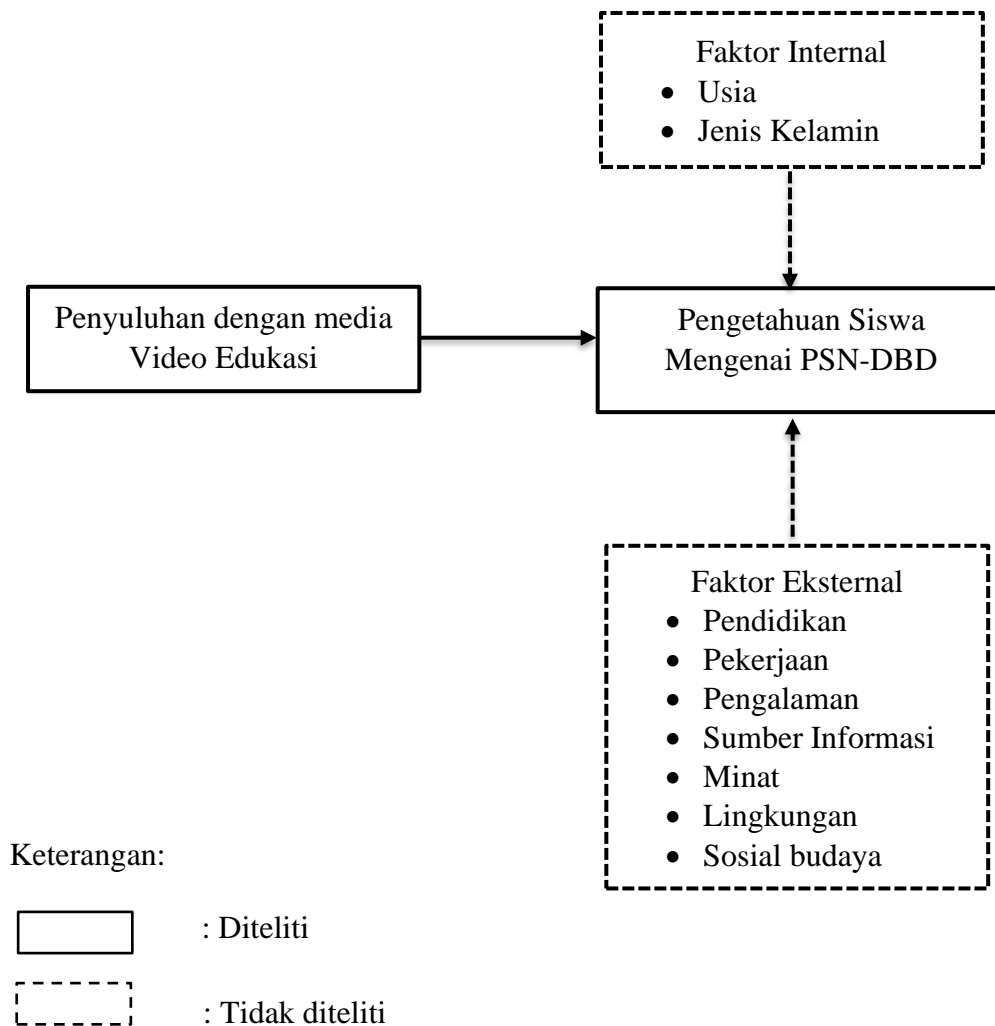 Faktor Internal
• Usia
• Jenis Kelamin
Penyuluhan dengan media
Video Edukasi
Pengetahuan Siswa
Mengenai PSN-DBD
Faktor Eksternal
• Pendidikan
• Pekerjaan
• Pengalaman
• Sumber Informasi
• Minat
• Lingkungan
• Sosial budaya
Keterangan:
: Diteliti
: Tidak diteliti